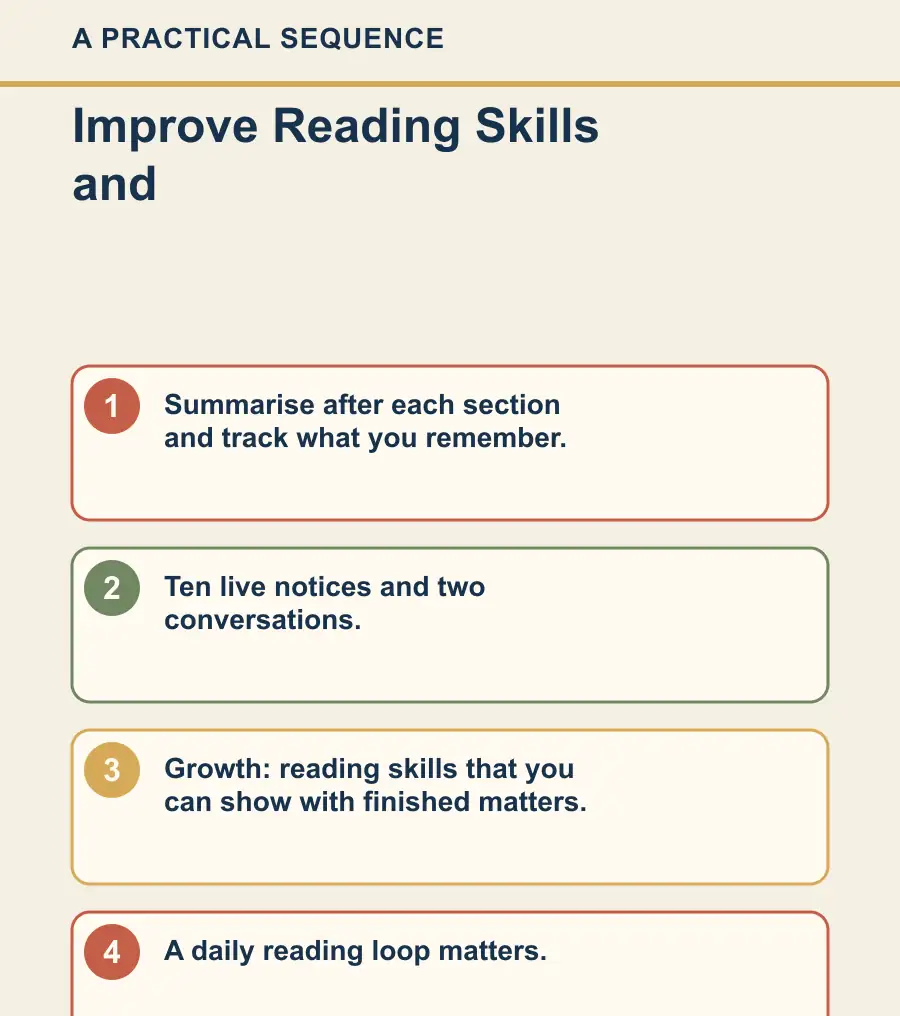 A PRACTICAL SEQUENCE
Improve Reading Skills
and
1
Summarise after each section
and track what you remember.
2
Ten live notices and two
conversations.
3
Growth: reading skills that you
can show with finished matters.
4
A daily reading loop matters.